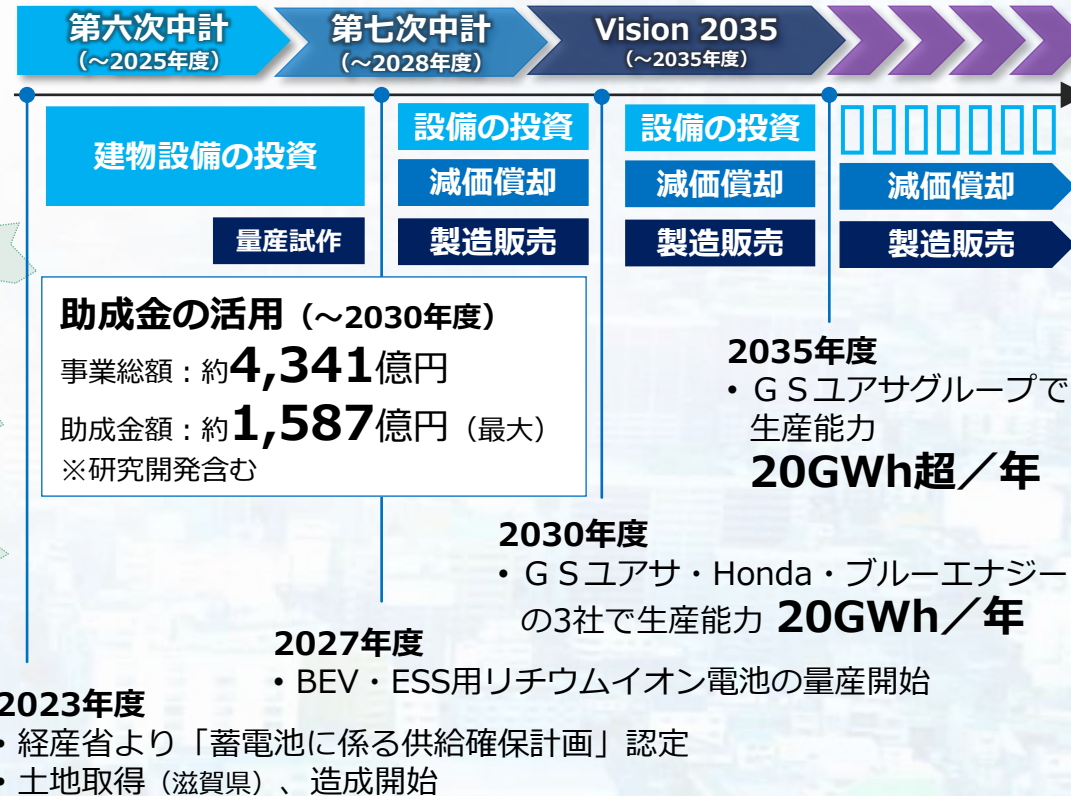 第六次中計
(～2025年度)
第七次中計
(～2028年度)
Vision 2035
(～2035年度)
建物設備の投資
量産試作
設備の投資
減価償却
製造販売
設備の投資
減価償却
製造販売
減価償却
製造販売
助成金の活用（～2030年度）
事業総額：約4,341億円
助成金額：約1,587億円（最大）
※研究開発含む
2035年度
• ＧＳユアサグループで
生産能力
20GWh超／年
2030年度
• ＧＳユアサ・Honda・ブルーエナジー
の3社で生産能力 20GWh／年
2027年度
• BEV・ESS用リチウムイオン電池の量産開始
2023年度
• 経産省より「蓄電池に係る供給確保計画」認定
• 土地取得（滋賀県）、造成開始